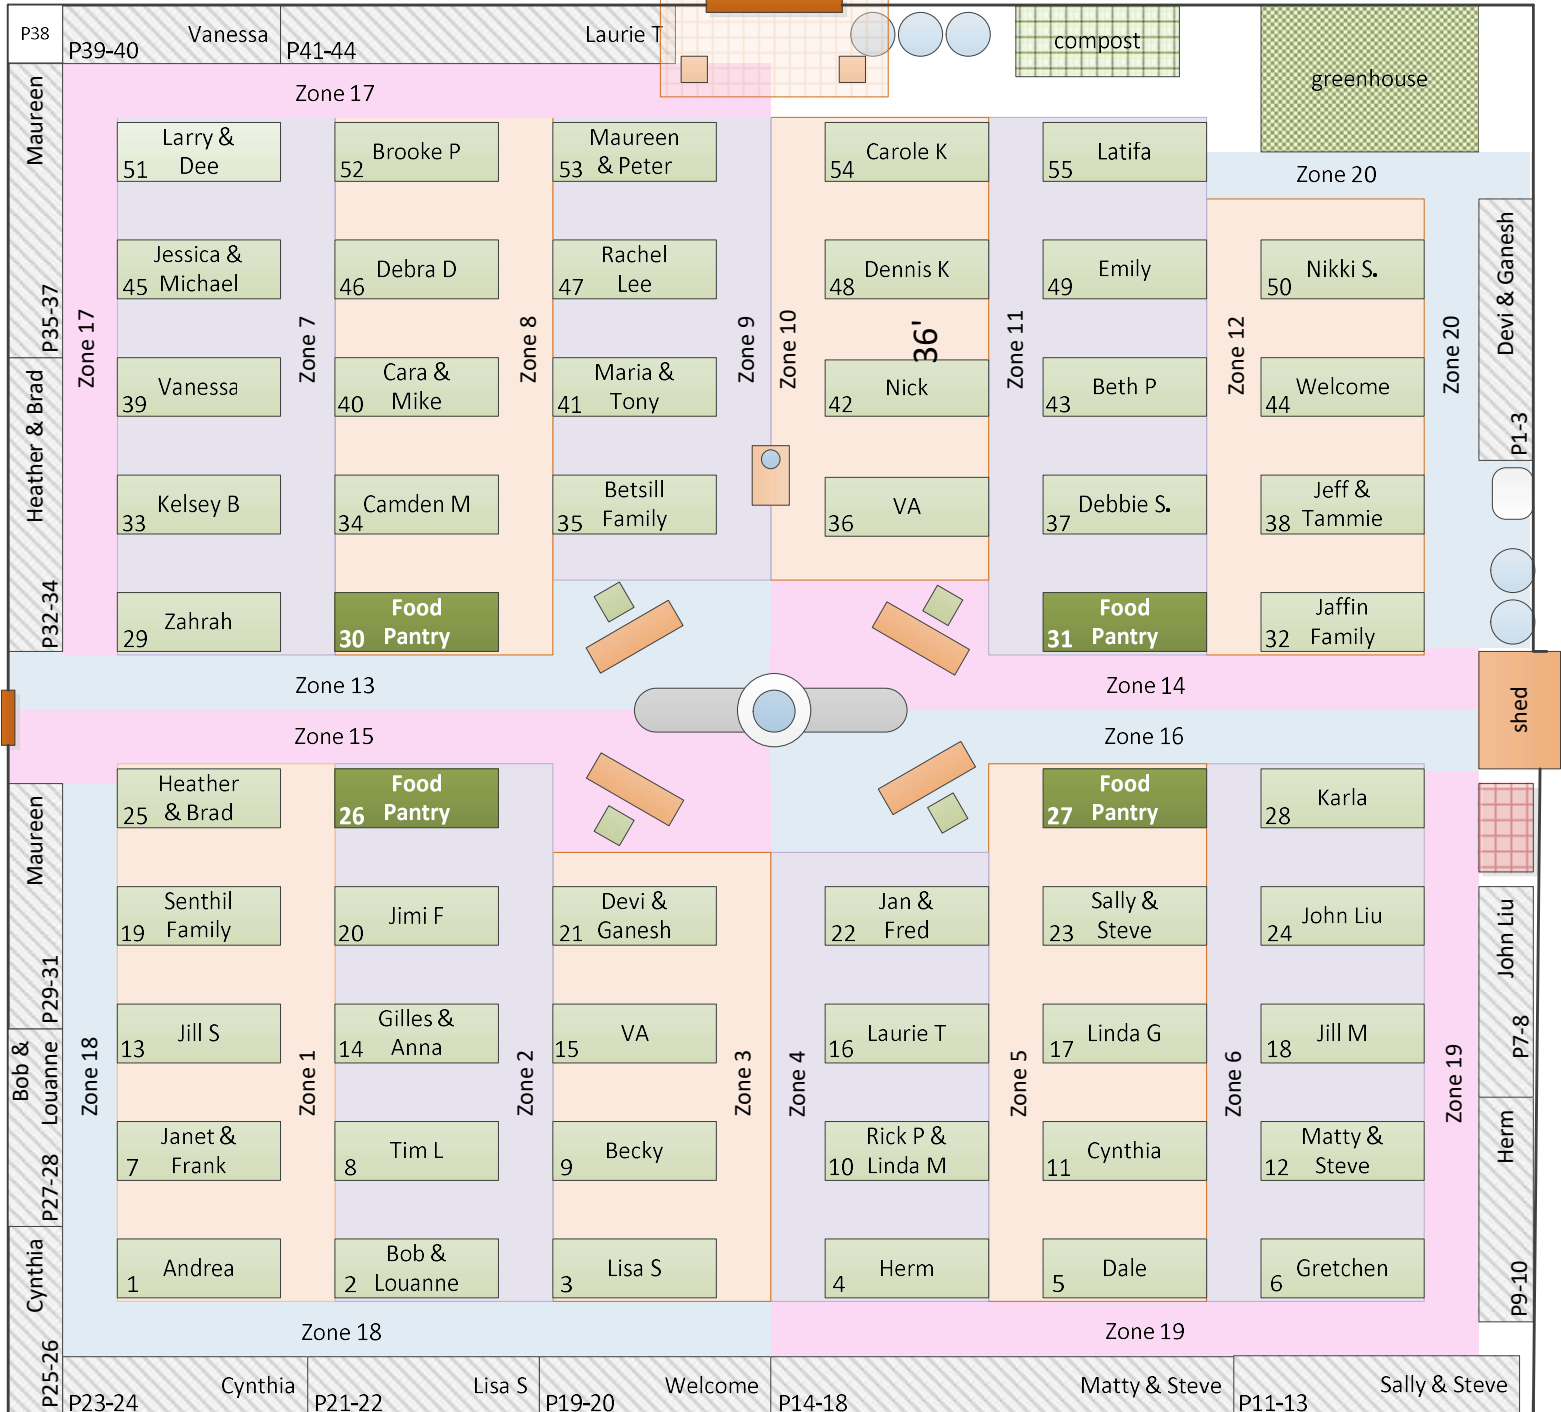 P38
P39-40
Vanessa
P41-44
Laurie T
compost
greenhouse
Zone 17
Maureen
P35-37
Larry &
51 Dee
Brooke P
52
Maureen
53 & Peter
Carole K
54
Latifa
55
Zone 20
Jessica &
45 Michael
Debra D
46
Rachel
47 Lee
Dennis K
48
Emily
49
Nikki S.
50
Devi & Ganesh
P1-3
Zone 17
Zone 7
Zone 8
Zone 9
Zone 10
36'
Zone 11
Zone 12
Zone 20
Vanessa
39
Cara &
40 Mike
Maria &
41 Tony
Nick
42
Beth P
43
Welcome
44
Heather & Brad
P32-34
Kelsey B
33
Camden M
34
Betsill
35 Family
VA
36
Debbie S.
37
Jeff &
38 Tammie
Zahrah
29
Food
30 Pantry
Food
31 Pantry
Jaffin
32 Family
Zone 13
Zone 14
shed
Zone 15
Zone 16
Heather
25 & Brad
Food
26 Pantry
Food
27 Pantry
Karla
28
Maureen
P29-31
Senthil
19 Family
Jimi F
20
Devi &
21 Ganesh
Jan &
22 Fred
Sally &
23 Steve
John Liu
24
John Liu
P7-8
Jill S
13
Gilles &
14 Anna
VA
15
Laurie T
16
Linda G
17
Jill M
18
Bob &
Louanne
P27-28
Zone 18
Zone 1
Zone 2
Zone 3
Zone 4
Zone 5
Zone 6
Zone 19
Janet &
7 Frank
Tim L
8
Becky
9
Rick P &
10 Linda M
Cynthia
11
Matty &
12 Steve
Herm
P9-10
Cynthia
P25-26
Andrea
1
Bob &
2 Louanne
Lisa S
3
Herm
4
Dale
5
Gretchen
6
Zone 18
Zone 19
P23-24
Cynthia
P21-22
Lisa S
P19-20
Welcome
P14-18
Matty & Steve
P11-13
Sally & Steve